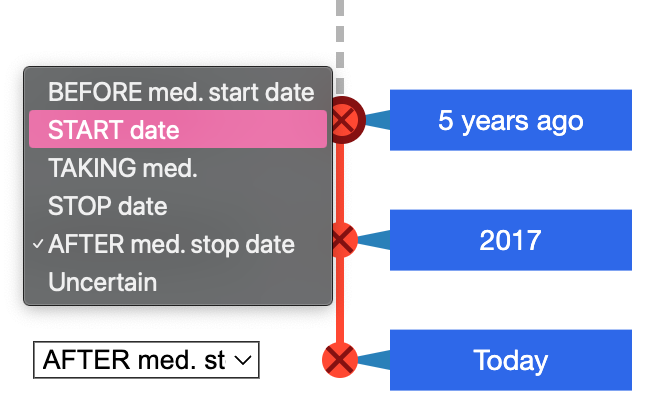 BEFORE med. start date
START date
TAKING med.
STOP date
AFTER med. stop date
Uncertain
AFTER med. st
5 years ago
2017
Today